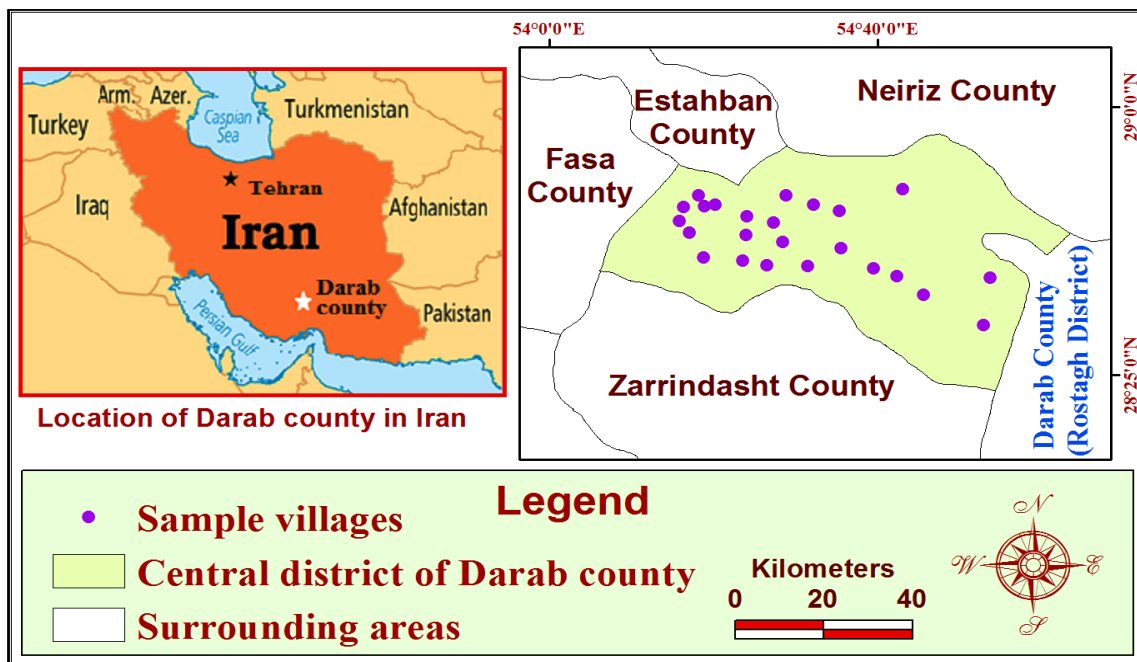 54°0'0"E
54°40'0"E
Arm.
Azer.
Turkey
Caspian
Sea
Turkmenistan
Tehran
Iraq
Iran
Afghanistan
Darab
county
Persian Gulf
Pakistan
Location of Darab county in Iran
Neiriz County
Estahban
County
Fasa
County
Zarrindasht County
Darab County
(Rostagh District)
29°0'0"N
28°25'0"N
Legend
Sample villages
Central district of Darab county
Surrounding areas
Kilometers
0 20 40
N
W
E
S